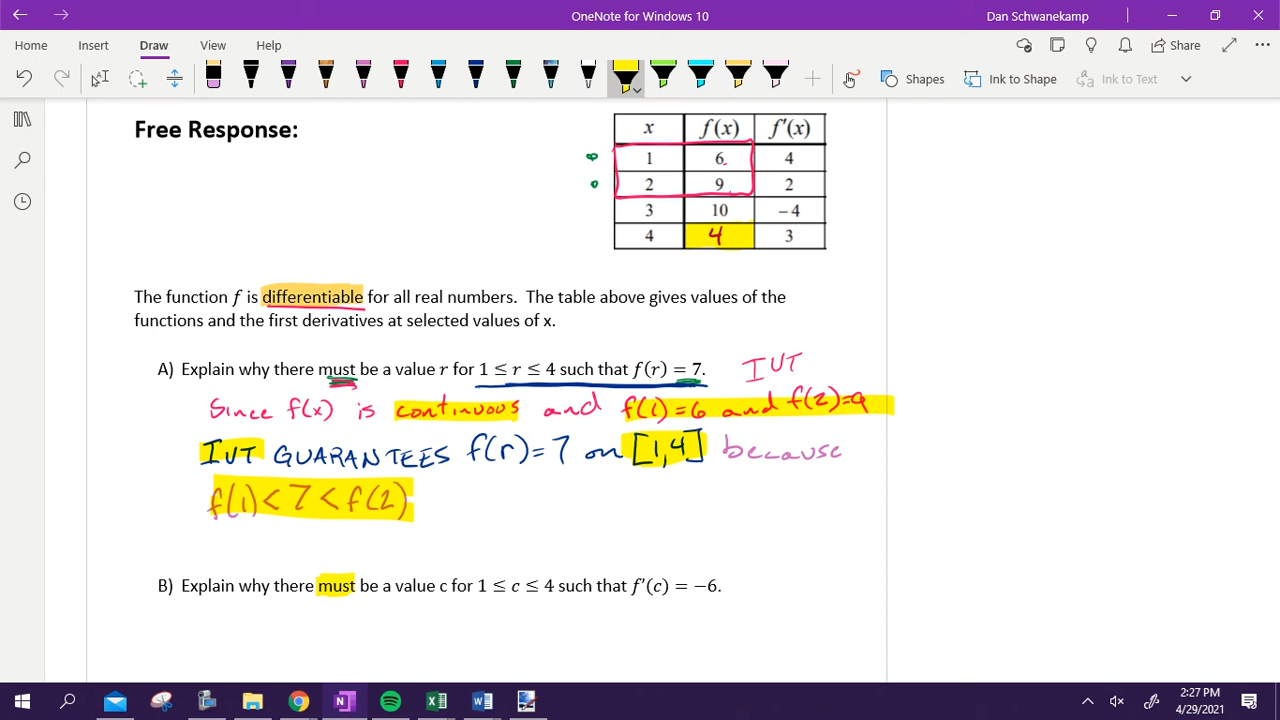 OneNote for Windows 10
Dan Schwanekamp
Home Insert Draw View Help
Share
Shapes
Ink to Shape
Ink to Text
Free Response:
x f(x) f′(x)
1 6 4
2 9 2
3 10 −4
4 4 3
The function f is differentiable for all real numbers. The table above gives values of the
functions and the first derivatives at selected values of x.
A) Explain why there must be a value r for 1 ≤ r ≤ 4 such that f(r) = 7.
IVT
Since f(x) is continuous and f(1)=6 and f(2)=9
IVT GUARANTEES f(r)=7 on [1,4] because
f(1)<7<f(2)
B) Explain why there must be a value c for 1 ≤ c ≤ 4 such that f′(c) = −6.
2:27 PM
4/29/2021